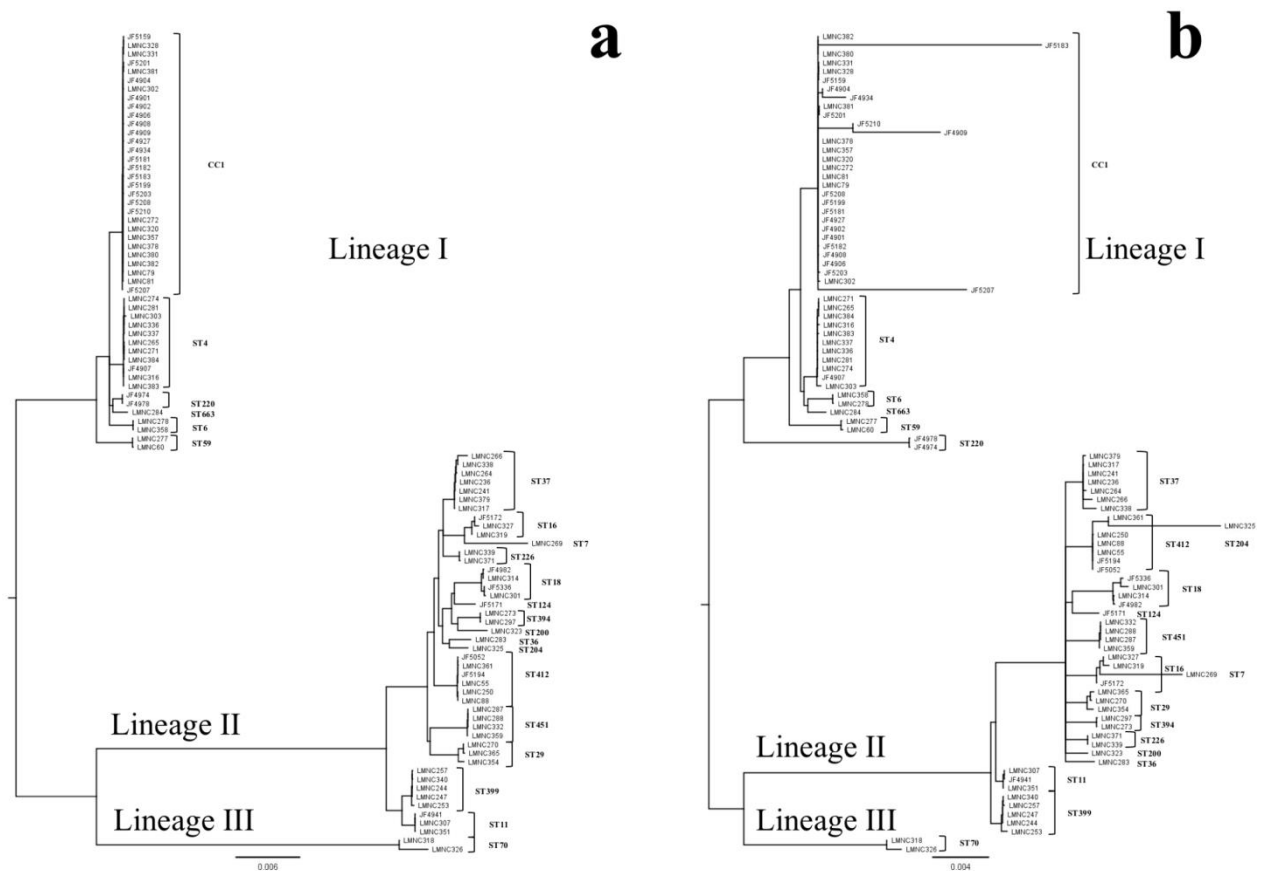 a
JF5159
LMNC328
LMNC331
JF5201
LMNC381
JF4904
LMNC302
JF4901
JF4902
JF4906
JF4908
JF4909
JF4927
JF4934
JF5181
JF5182
JF5183
JF5199
JF5203
JF5208
JF5210
LMNC272
LMNC320
LMNC357
LMNC378
LMNC380
LMNC382
LMNC79
LMNC81
JF5207
CC1
Lineage I
LMNC274
LMNC281
LMNC303
LMNC336
LMNC337
LMNC265
LMNC271
LMNC384
JF4907
LMNC316
LMNC383
ST4
JF4974
JF4978
ST220
LMNC284
ST663
LMNC278
LMNC358
ST6
LMNC277
LMNC60
ST59
LMNC266
LMNC338
LMNC264
LMNC236
LMNC241
LMNC379
LMNC317
ST37
JF5172
LMNC327
LMNC319
ST16
LMNC269
ST7
LMNC339
LMNC371
ST226
JF4982
LMNC314
JF5336
LMNC301
ST18
JF5171
ST124
LMNC273
LMNC297
ST394
LMNC323
ST200
LMNC283
ST36
LMNC325
ST204
JF5052
LMNC361
JF5194
LMNC55
LMNC250
LMNC88
ST412
LMNC287
LMNC288
LMNC332
LMNC359
ST451
LMNC270
LMNC365
LMNC354
ST29
Lineage II
LMNC257
LMNC340
LMNC244
LMNC247
LMNC253
ST399
JF4941
LMNC307
LMNC351
ST11
Lineage III
LMNC318
LMNC326
ST70
0.006
b
LMNC382
JF5183
LMNC380
LMNC331
LMNC328
JF5159
JF4904
JF4934
LMNC381
JF5201
JF5210
JF4909
LMNC378
LMNC357
LMNC320
LMNC272
LMNC81
LMNC79
JF5208
JF5199
JF5181
JF4927
JF4902
JF4901
JF5182
JF4908
JF4906
JF5203
LMNC302
JF5207
CC1
Lineage I
LMNC271
LMNC265
LMNC384
LMNC316
LMNC383
LMNC337
LMNC336
LMNC281
LMNC274
JF4907
LMNC303
ST4
LMNC358
LMNC278
ST6
LMNC284
ST663
LMNC277
LMNC60
ST59
JF4978
JF4974
ST220
LMNC379
LMNC317
LMNC241
LMNC236
LMNC264
LMNC266
LMNC338
ST37
LMNC361
LMNC325
ST204
LMNC250
LMNC88
LMNC55
JF5194
JF5052
ST412
JF5336
LMNC301
LMNC314
JF4982
ST18
JF5171
ST124
LMNC332
LMNC288
LMNC287
LMNC359
ST451
LMNC327
LMNC319
ST16
LMNC269
ST7
JF5172
LMNC365
LMNC270
LMNC354
ST29
LMNC297
LMNC273
ST394
LMNC371
LMNC339
ST226
LMNC323
ST200
LMNC283
ST36
Lineage II
LMNC307
JF4941
LMNC351
ST11
LMNC340
LMNC257
LMNC247
LMNC244
LMNC253
ST399
Lineage III
LMNC318
LMNC326
ST70
0.004